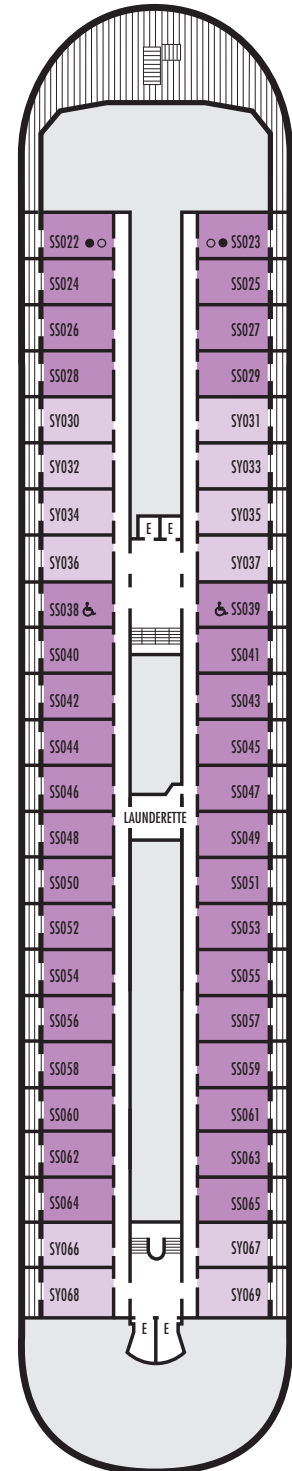 SS022 SS023
SS024 SS025
SS026 SS027
SS028 SS029
SY030 SY031
SY032 SY033
SY034 SY035
E E
SY036 SY037
SS038 SS039
SS040 SS041
SS042 SS043
SS044 SS045
SS046 SS047
LAUNDERETTE
SS048 SS049
SS050 SS051
SS052 SS053
SS054 SS055
SS056 SS057
SS058 SS059
SS060 SS061
SS062 SS063
SS064 SS065
SY066 SY067
SY068 SY069
E E